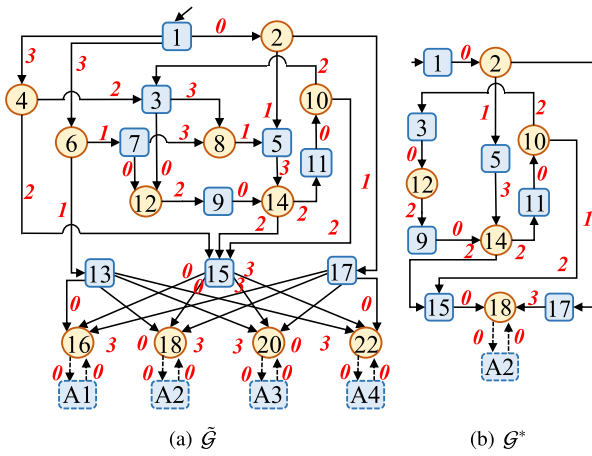 1 0 2 1 0 2
3 3
4 2 3 3 2 10 3 1 2
6 1 7 3 8 1 5 0 0 5 10
0 0 3 11 12 3 0 11
12 2 9 0 14 2 1 2 9 0 14 2 1
2 1 2 2 2 2
13 0 15 3 17 15 0 18 3 17
0 0 3 0
16 3 18 3 20 0 3 22 0 0
0 0 0 0 0 0 0 0 A2
A1 A2 A3 A4
(a) G̃ (b) G*